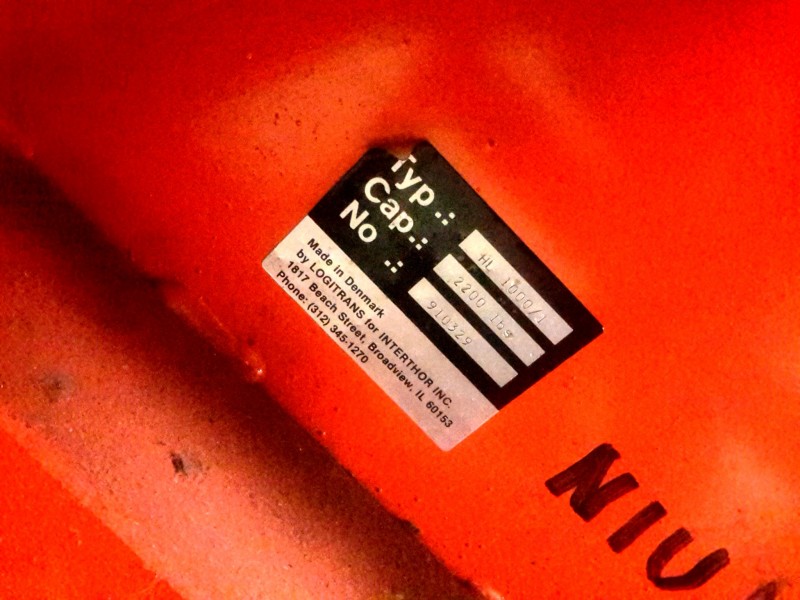 Typ.: HL 1000/1
Cap.: 2200 lbs
No .: 910329
Made in Denmark
by LOGITRANS for INTERTHOR INC.
1817 Beach Street, Broadview, IL 60153
Phone: (312) 345-1270
NIU